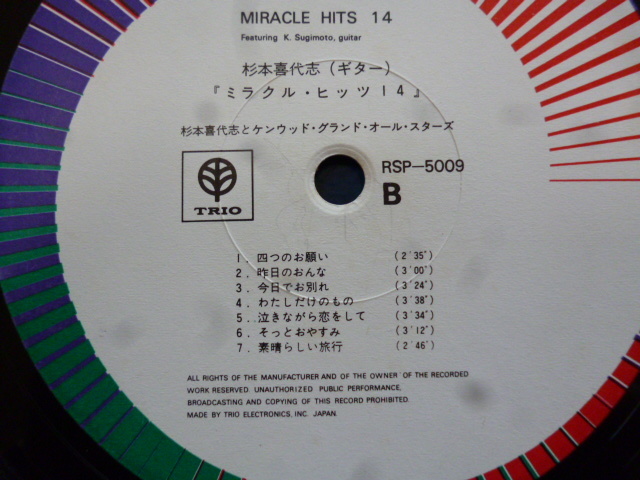 MIRACLE HITS 14
Featuring K. Sugimoto, guitar
杉本喜代志（ギター）
『ミラクル・ヒッツ14』
杉本喜代志とケンウッド・グランド・オール・スターズ
TRIO
RSP-5009
B
1. 四つのお願い (2'35")
2. 昨日のおんな (3'00")
3. 今日でお別れ (3'24")
4. わたしだけのもの (3'38")
5. 泣きながら恋をして (3'34")
6. そっとおやすみ (3'12")
7. 素晴らしい旅行 (2'46")
ALL RIGHTS OF THE MANUFACTURER AND OF THE OWNER OF THE RECORDED
WORK RESERVED. UNAUTHORIZED PUBLIC PERFORMANCE,
BROADCASTING AND COPYING OF THIS RECORD PROHIBITED.
MADE BY TRIO ELECTRONICS, INC. JAPAN.